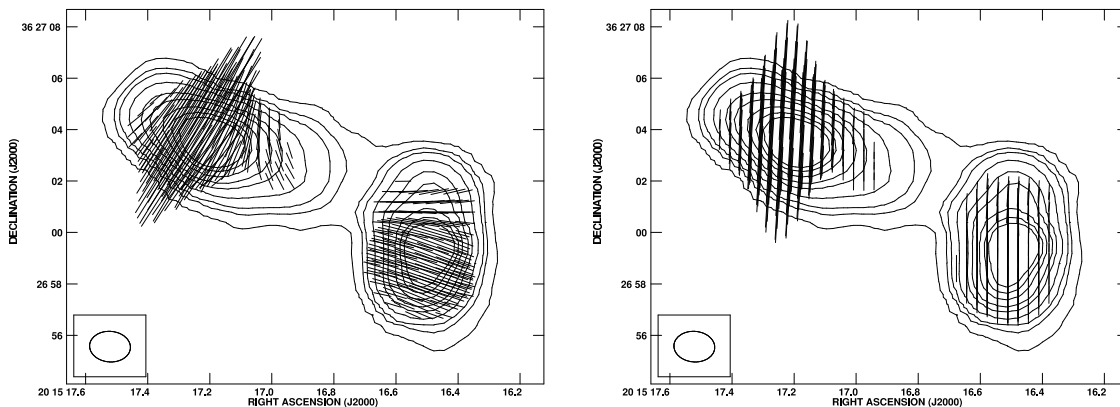 36 27 08
06
04
02
00
26 58
56
DECLINATION (J2000)
20 15 17.6 17.4 17.2 17.0 16.8 16.6 16.4 16.2
RIGHT ASCENSION (J2000)
36 27 08
06
04
02
00
26 58
56
DECLINATION (J2000)
20 15 17.6 17.4 17.2 17.0 16.8 16.6 16.4 16.2
RIGHT ASCENSION (J2000)